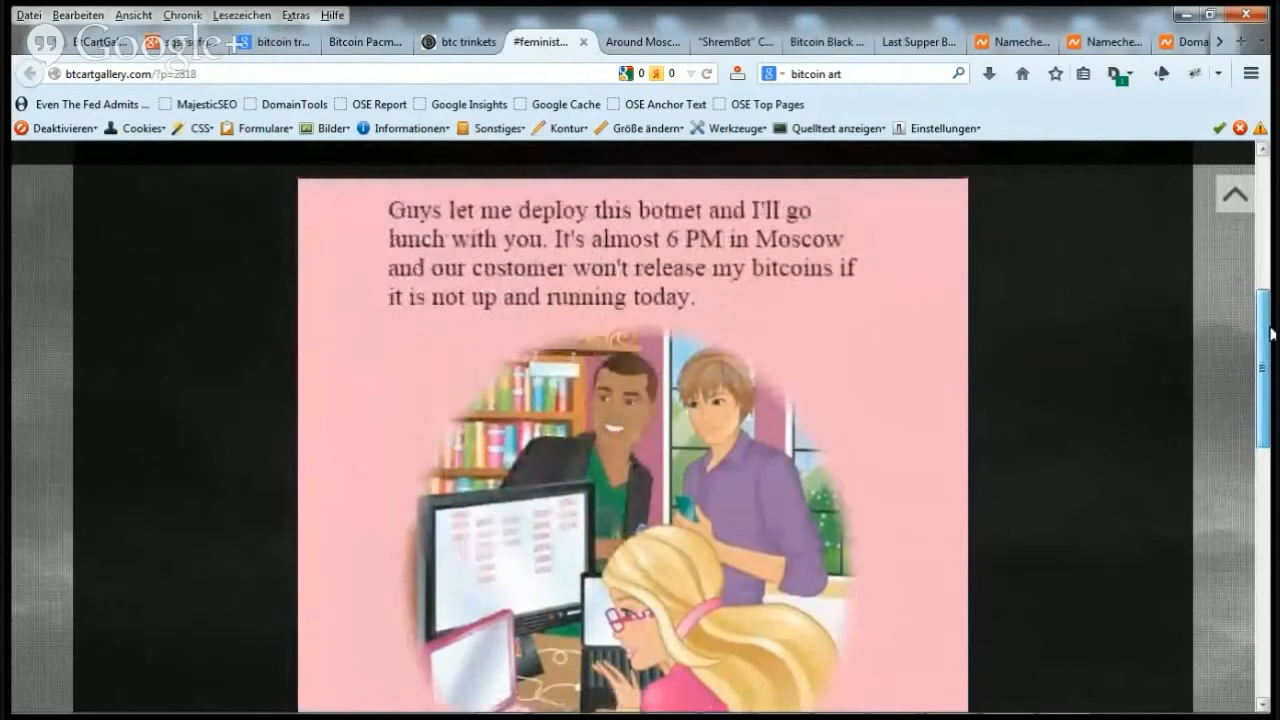 Datei Bearbeiten Ansicht Chronik Lesezeichen Extras Hilfe
Google+
bitcoin tr... Bitcoin Pacm... btc trinkets #feminist... Around Mosc... "ShremBot" C... Bitcoin Black ... Last Supper B... Nameche... Nameche... Doma
btcartgallery.com/?p=2318 0 0 bitcoin art
Even The Fed Admits ... MajesticSEO DomainTools OSE Report Google Insights Google Cache OSE Anchor Text OSE Top Pages
Deaktivieren Cookies CSS Formulare Bilder Informationen Sonstiges Kontur Größe ändern Werkzeuge Quelltext anzeigen Einstellungen
Guys let me deploy this botnet and I'll go
lunch with you. It's almost 6 PM in Moscow
and our customer won't release my bitcoins if
it is not up and running today.